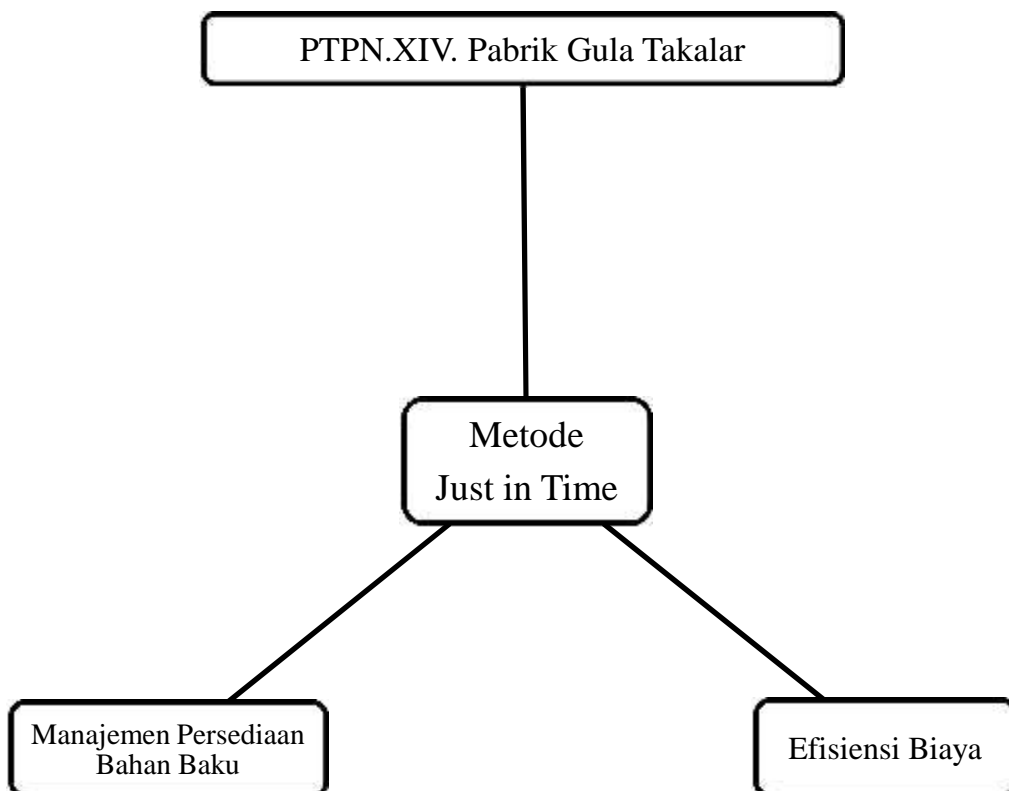 PTPN.XIV. Pabrik Gula Takalar
Metode
Just in Time
Manajemen Persediaan
Bahan Baku
Efisiensi Biaya